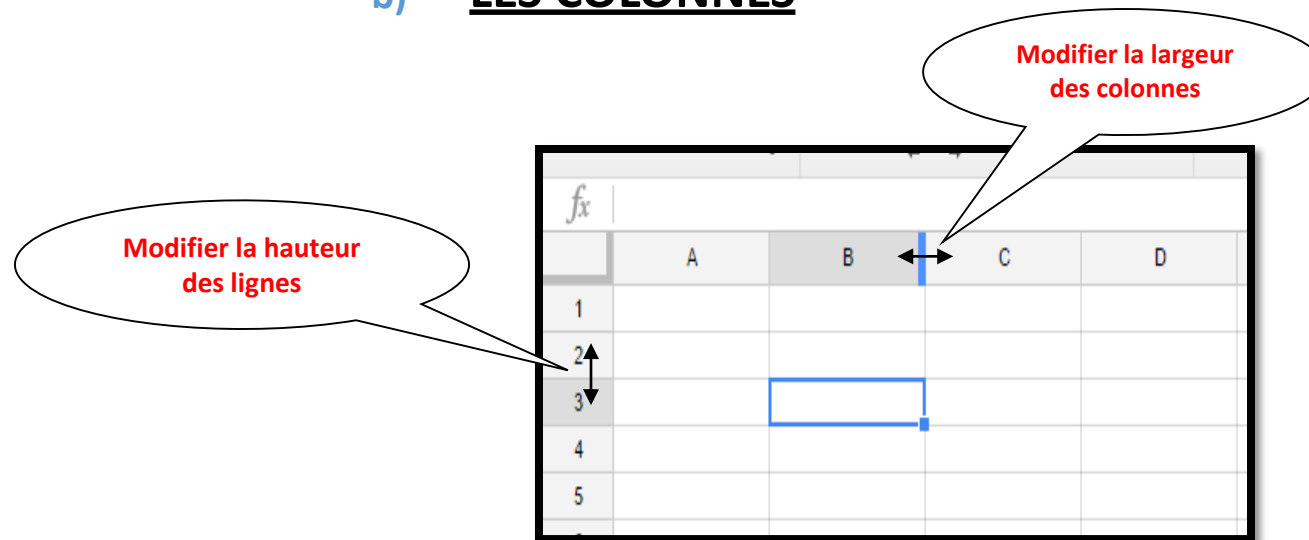 b) LES COLONNES
Modifier la largeur
des colonnes
fx
Modifier la hauteur
des lignes
A B C D
1
2
3
4
5